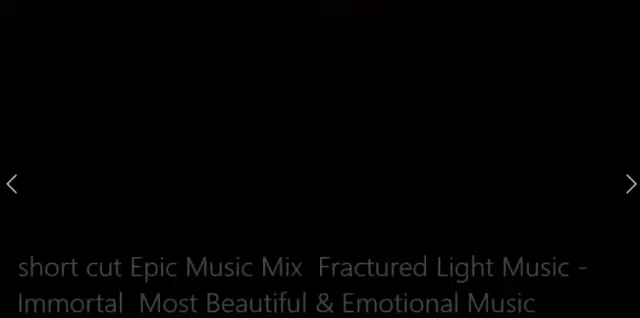 short cut Epic Music Mix  Fractured Light Music -
Immortal  Most Beautiful & Emotional Music